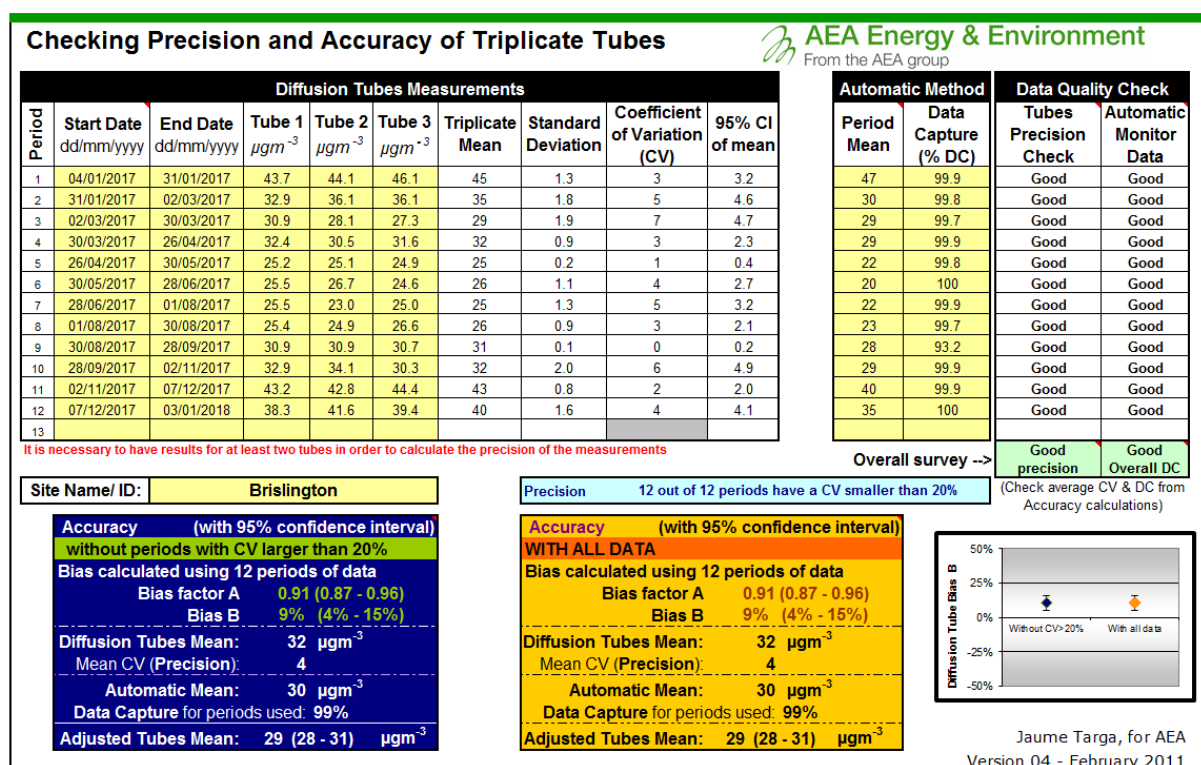 Checking Precision and Accuracy of Triplicate Tubes
AEA Energy & Environment
From the AEA group
Diffusion Tubes Measurements
Automatic Method
Data Quality Check
Period Start Date dd/mm/yyyy End Date dd/mm/yyyy Tube 1 µgm-3 Tube 2 µgm-3 Tube 3 µgm-3 Triplicate Mean Standard Deviation Coefficient of Variation (CV) 95% CI of mean Period Mean Data Capture (% DC) Tubes Precision Check Automatic Monitor Data
1 04/01/2017 31/01/2017 43.7 44.1 46.1 45 1.3 3 3.2 47 99.9 Good Good
2 31/01/2017 02/03/2017 32.9 36.1 36.1 35 1.8 5 4.6 30 99.8 Good Good
3 02/03/2017 30/03/2017 30.9 28.1 27.3 29 1.9 7 4.7 29 99.7 Good Good
4 30/03/2017 26/04/2017 32.4 30.5 31.6 32 0.9 3 2.3 29 99.9 Good Good
5 26/04/2017 30/05/2017 25.2 25.1 24.9 25 0.2 1 0.4 22 99.8 Good Good
6 30/05/2017 28/06/2017 25.5 26.7 24.6 26 1.1 4 2.7 20 100 Good Good
7 28/06/2017 01/08/2017 25.5 23.0 25.0 25 1.3 5 3.2 22 99.9 Good Good
8 01/08/2017 30/08/2017 25.4 24.9 26.6 26 0.9 3 2.1 23 99.7 Good Good
9 30/08/2017 28/09/2017 30.9 30.9 30.7 31 0.1 0 0.2 28 93.2 Good Good
10 28/09/2017 02/11/2017 32.9 34.1 30.3 32 2.0 6 4.9 29 99.9 Good Good
11 02/11/2017 07/12/2017 43.2 42.8 44.4 43 0.8 2 2.0 40 99.9 Good Good
12 07/12/2017 03/01/2018 38.3 41.6 39.4 40 1.6 4 4.1 35 100 Good Good
13
It is necessary to have results for at least two tubes in order to calculate the precision of the measurements
Overall survey --> Good precision Good Overall DC
Site Name/ ID: Brislington
Precision 12 out of 12 periods have a CV smaller than 20%
(Check average CV & DC from
Accuracy calculations)
Accuracy (with 95% confidence interval)
without periods with CV larger than 20%
Bias calculated using 12 periods of data
Bias factor A 0.91 (0.87 - 0.96)
Bias B 9% (4% - 15%)
Diffusion Tubes Mean: 32 µgm-3
Mean CV (Precision): 4
Automatic Mean: 30 µgm-3
Data Capture for periods used: 99%
Adjusted Tubes Mean: 29 (28 - 31) µgm-3
Accuracy (with 95% confidence interval)
WITH ALL DATA
Bias calculated using 12 periods of data
Bias factor A 0.91 (0.87 - 0.96)
Bias B 9% (4% - 15%)
Diffusion Tubes Mean: 32 µgm-3
Mean CV (Precision): 4
Automatic Mean: 30 µgm-3
Data Capture for periods used: 99%
Adjusted Tubes Mean: 29 (28 - 31) µgm-3
Diffusion Tube Bias B
50%
25%
0%
-25%
-50%
Without CV>20% With all data
Jaume Targa, for AEA
Version 04 - February 2011